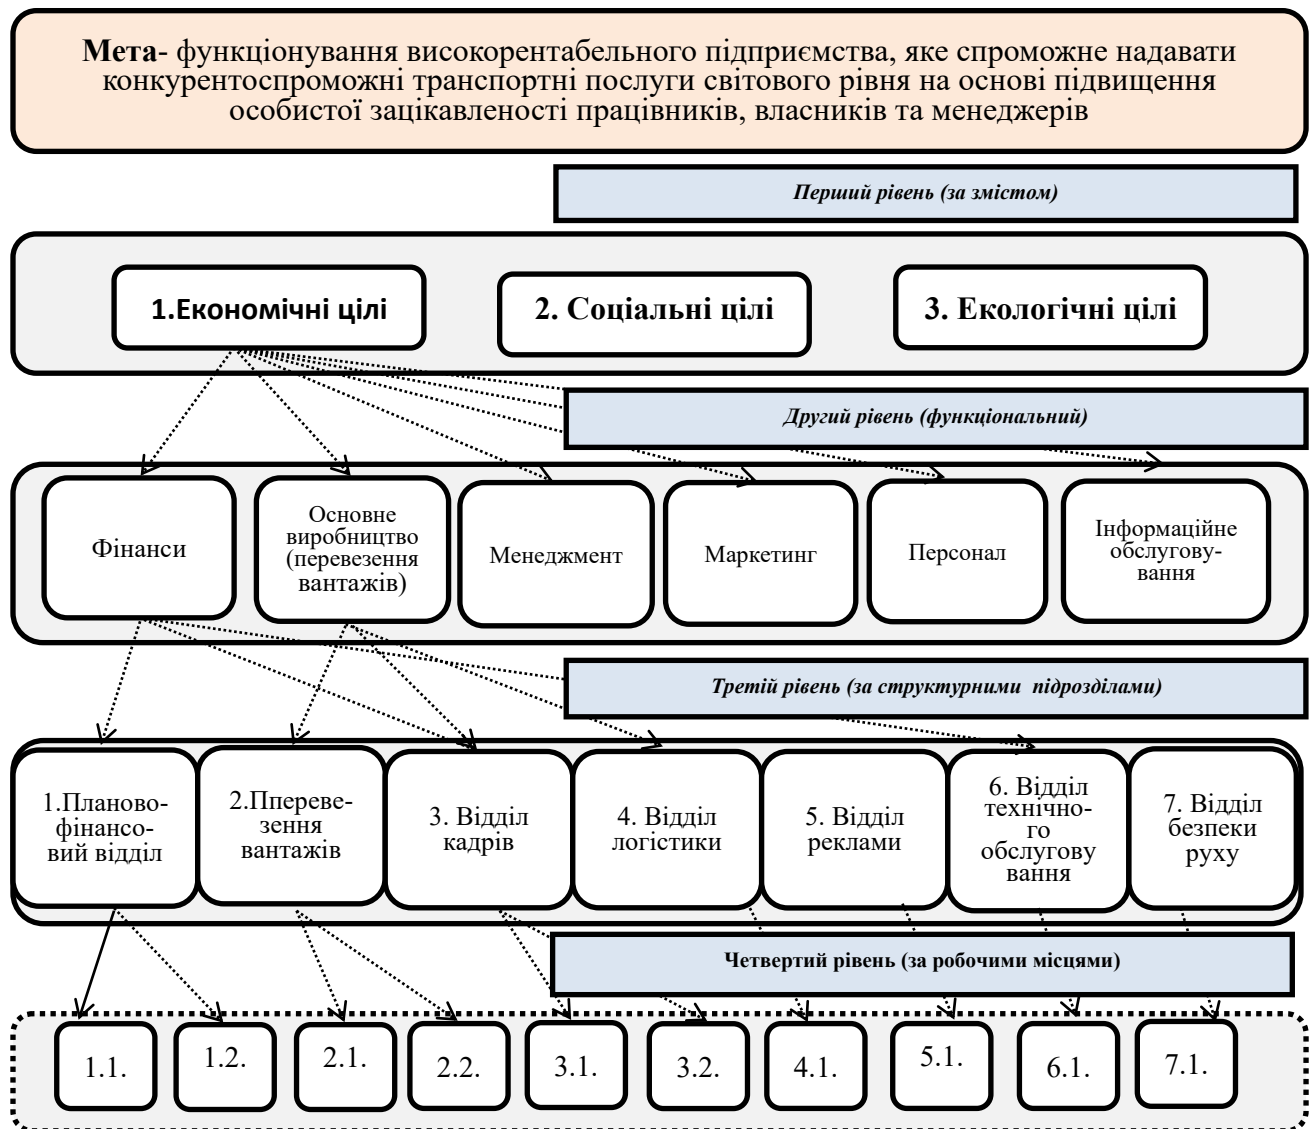 Мета- функціонування високорентабельного підприємства, яке спроможне надавати
конкурентоспроможні транспортні послуги світового рівня на основі підвищення
особистої зацікавленості працівників, власників та менеджерів
Перший рівень (за змістом)
1.Економічні цілі
2. Соціальні цілі
3. Екологічні цілі
Другий рівень (функціональний)
Фінанси
Основне
виробництво
(перевезення
вантажів)
Менеджмент
Маркетинг
Персонал
Інформаційне
обслугову-
вання
Третій рівень (за структурними підрозділами)
1.Планово-
фінансо-
вий відділ
2.Ппереве-
зення
вантажів
3. Відділ
кадрів
4. Відділ
логістики
5. Відділ
реклами
6. Відділ
технічно-
го
обслугову
вання
7. Відділ
безпеки
руху
Четвертий рівень (за робочими місцями)
1.1.
1.2.
2.1.
2.2.
3.1.
3.2.
4.1.
5.1.
6.1.
7.1.